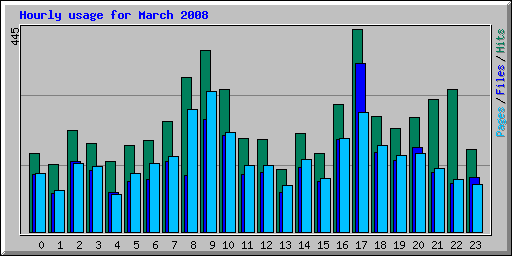 Hourly usage for March 2008
445
Pages / Files / Hits
0 1 2 3 4 5 6 7 8 9 10 11 12 13 14 15 16 17 18 19 20 21 22 23